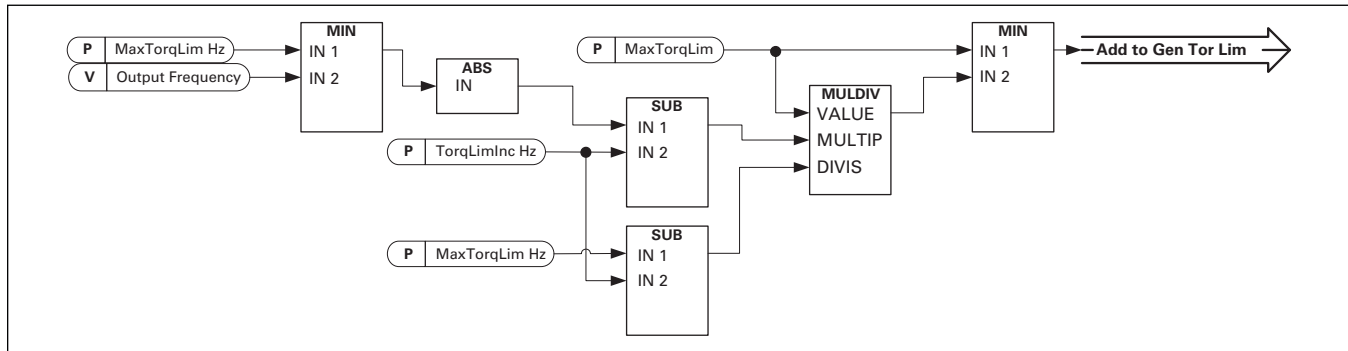 MIN
P MaxTorqLim Hz
IN 1
V Output Frequency
IN 2
ABS
IN
P MaxTorqLim
MIN
IN 1
IN 2
Add to Gen Tor Lim
SUB
IN 1
P TorqLimInc Hz
IN 2
MULDIV
VALUE
MULTIP
DIVIS
SUB
P MaxTorqLim Hz
IN 1
IN 2